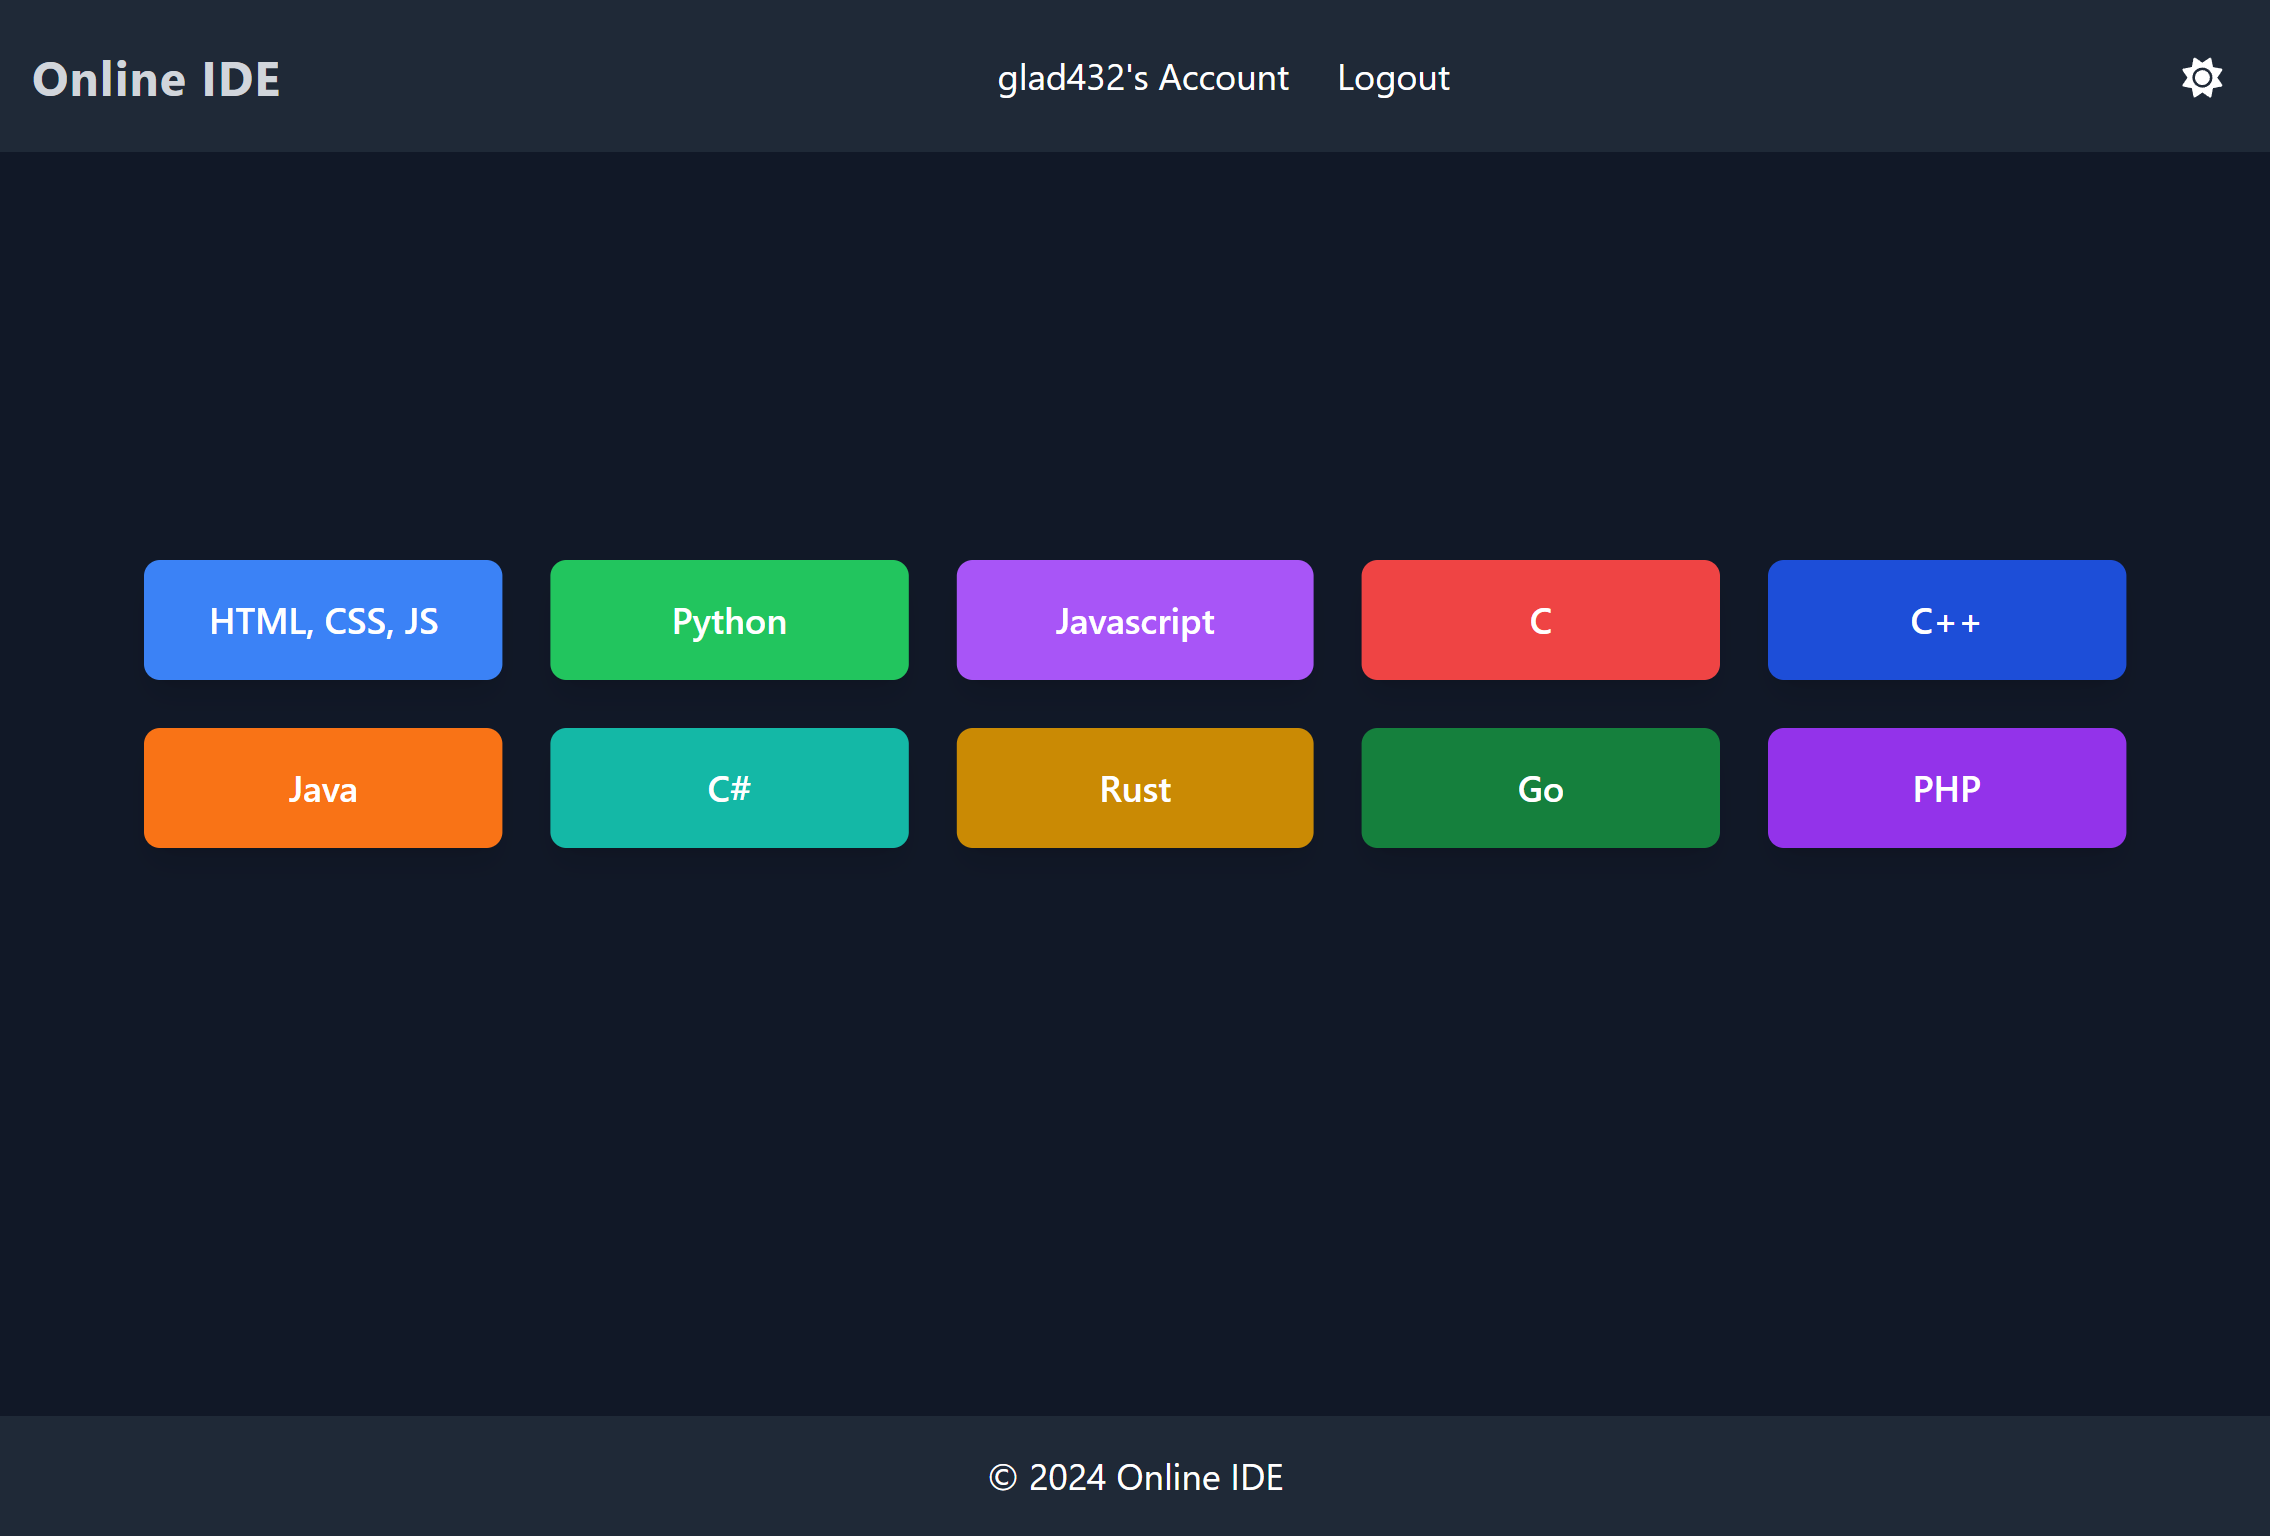 Online IDE
glad432's Account
Logout
HTML, CSS, JS
Python
Javascript
C
C++
Java
C#
Rust
Go
PHP
© 2024 Online IDE